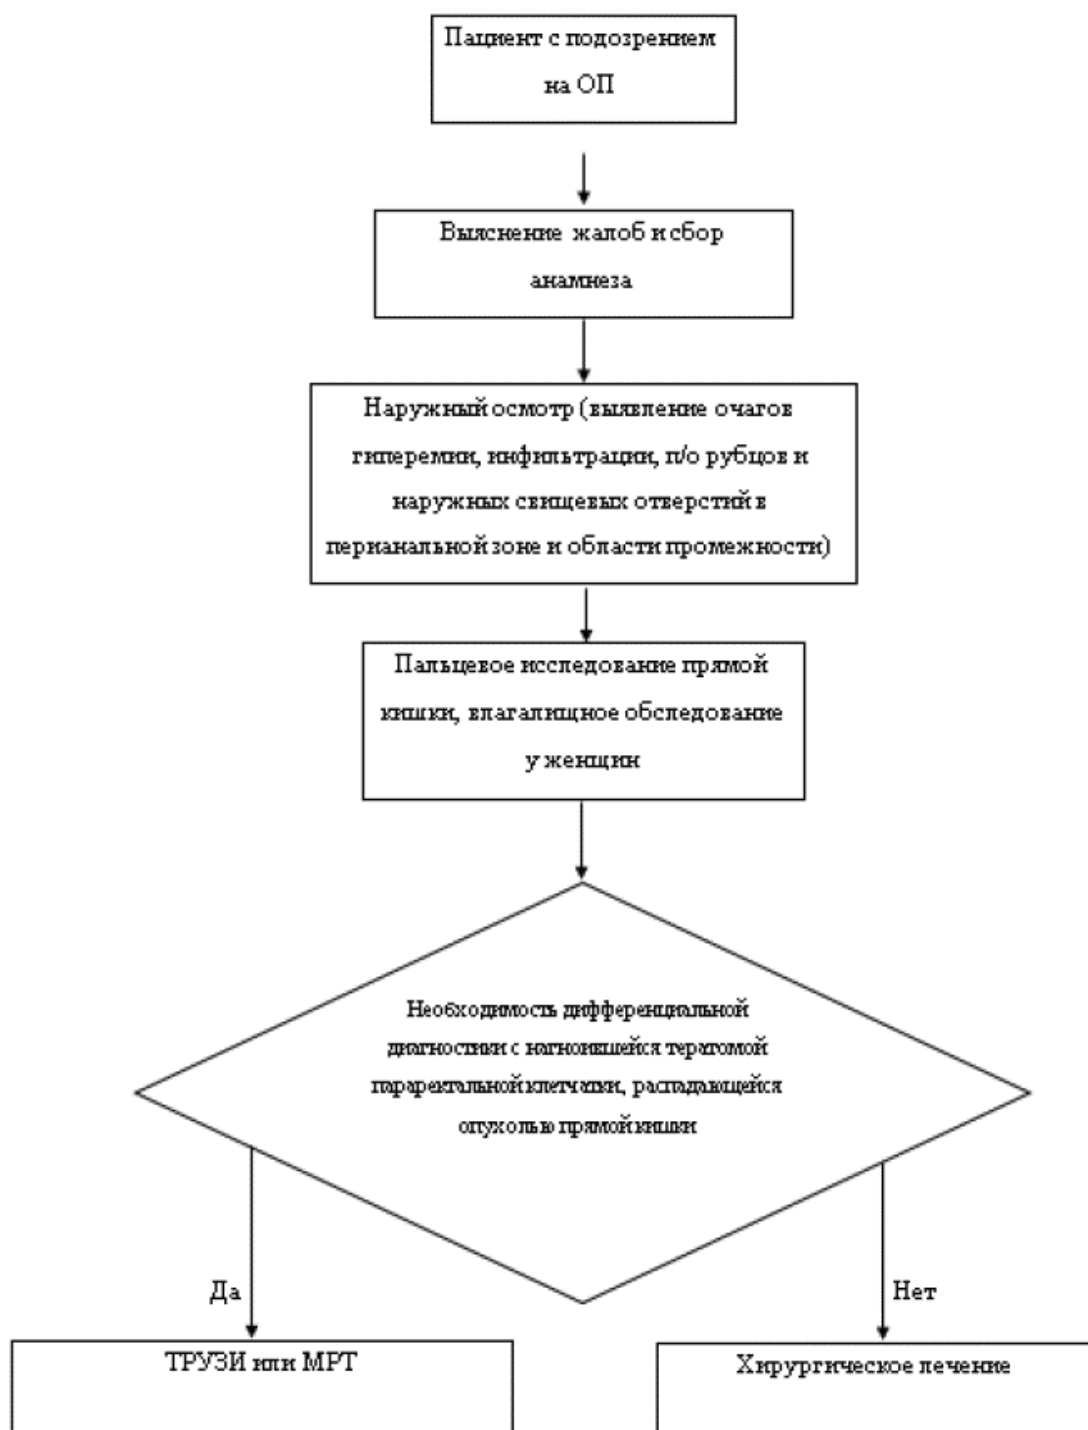 Пациент с подозрением
на ОП
Выяснение жалоб и сбор
анамнеза
Наружный осмотр (выявление очагов
гиперемии, инфильтрации, п/о рубцов и
наружных свищевых отверстий в
перианальной зоне и области промежности)
Пальцевое исследование прямой
кишки, влагалищное обследование
у женщин
Необходимость дифференциальной
диагностики с нагноившейся тератомой
параректальной клетчатки, распадающейся
опухолью прямой кишки
Да
Нет
ТРУЗИ или МРТ
Хирургическое лечение